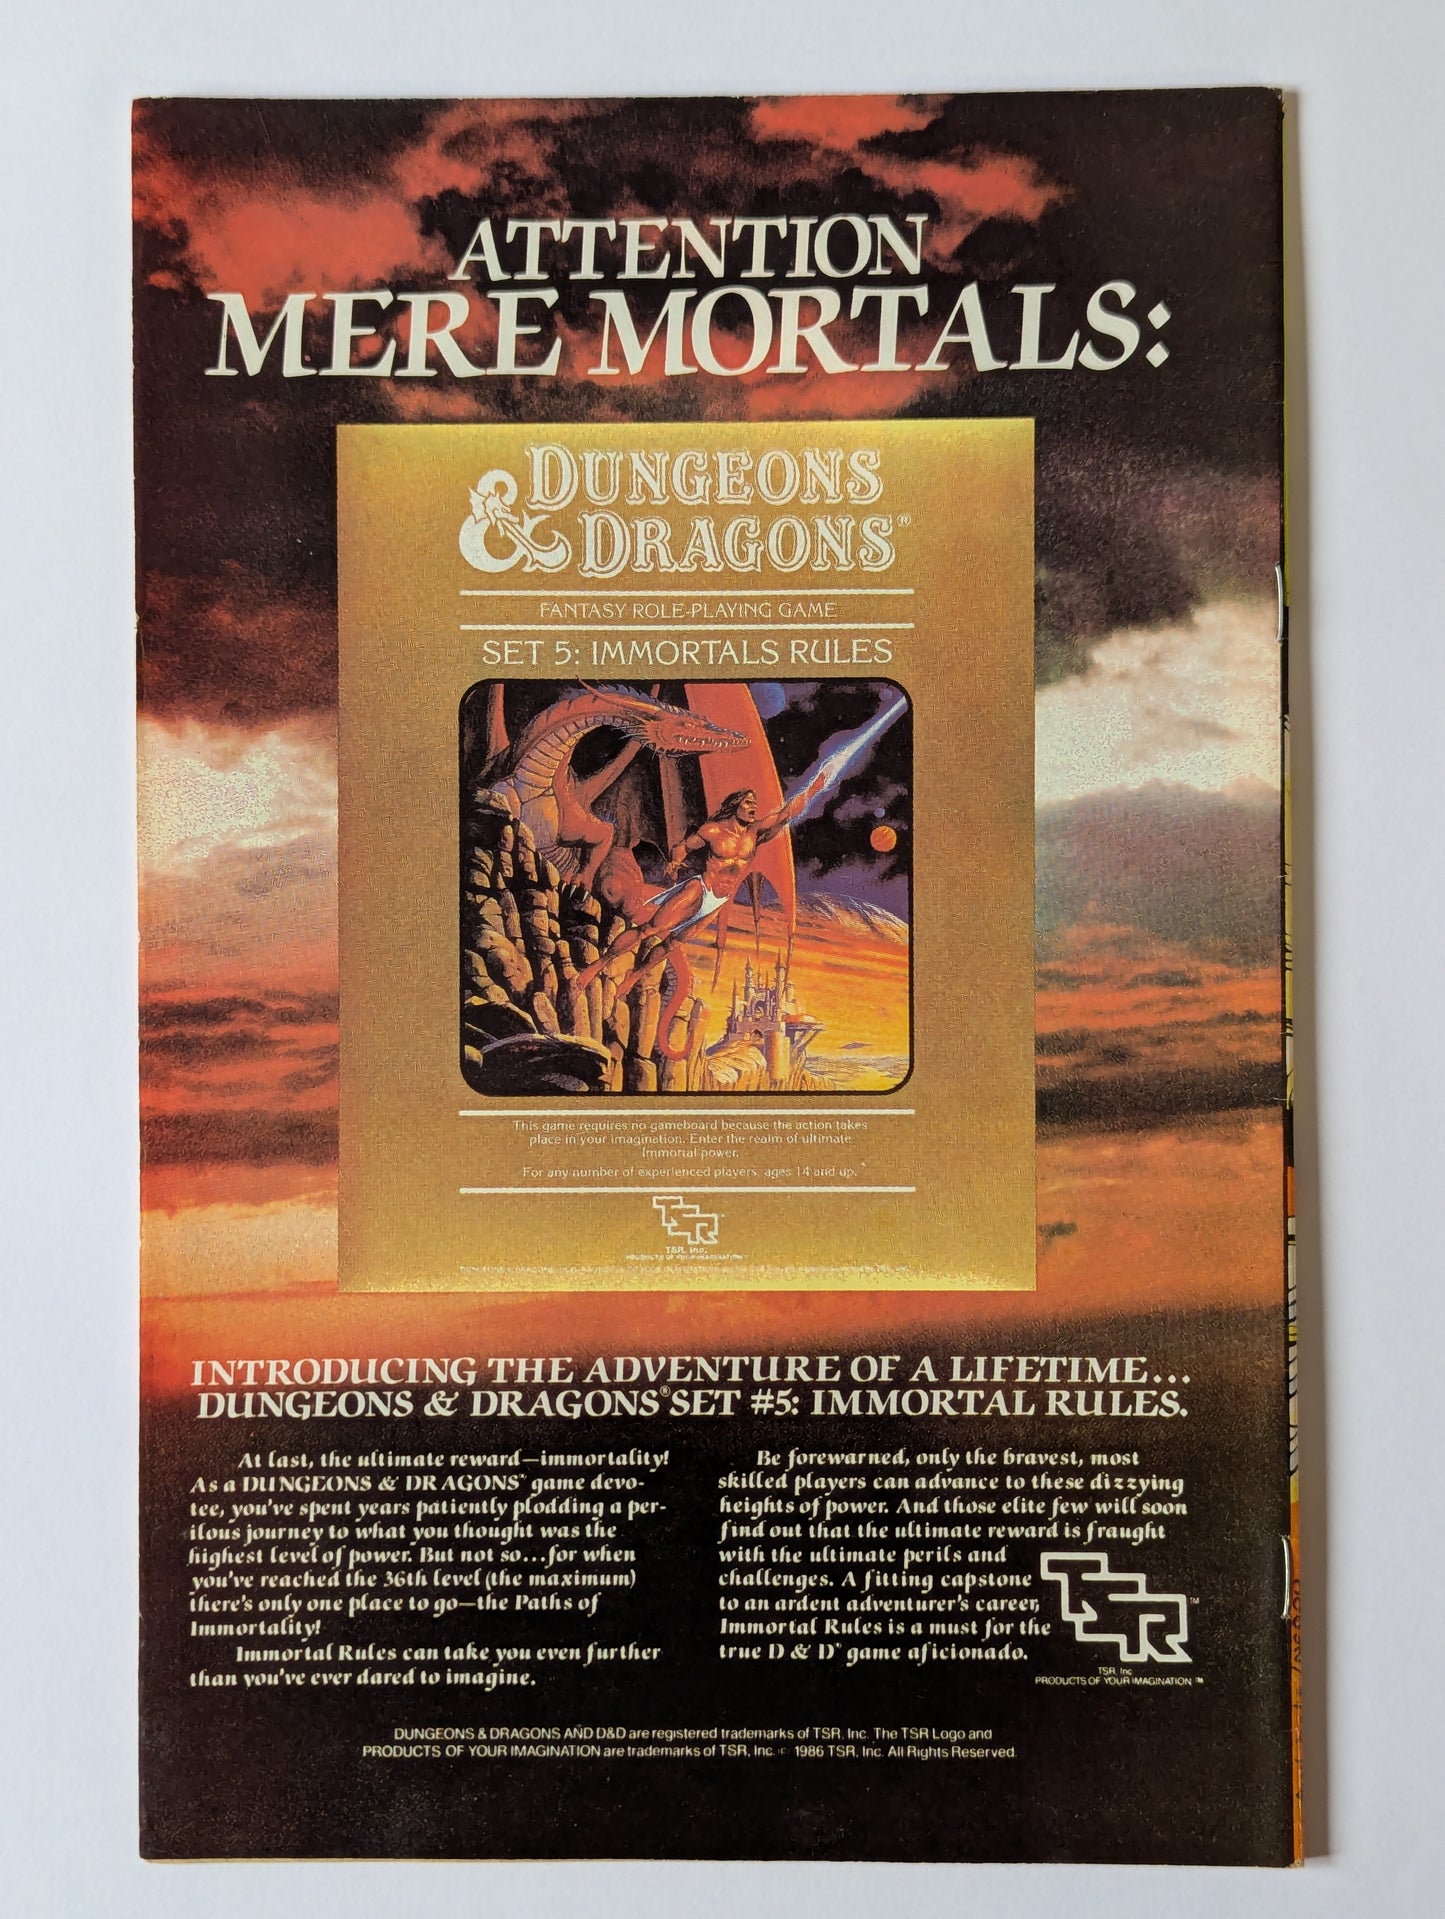 ATTENTION
MERE MORTALS:
DUNGEONS
& DRAGONS®
FANTASY ROLE-PLAYING GAME
SET 5: IMMORTALS RULES
This game requires no gameboard because the action takes
place in your imagination. Enter the realm of ultimate
Immortal power.
For any number of experienced players, ages 14 and up.
TSR
TSR, Inc.
PRODUCTS OF YOUR IMAGINATION™
INTRODUCING THE ADVENTURE OF A LIFETIME...
DUNGEONS & DRAGONS® SET #5: IMMORTAL RULES.
At last, the ultimate reward—immortality!
As a DUNGEONS & DRAGONS® game devo-
tee, you've spent years patiently plodding a per-
ilous journey to what you thought was the
highest level of power. But not so...for when
you've reached the 36th level (the maximum)
there's only one place to go—the Paths of
Immortality!
Immortal Rules can take you even further
than you've ever dared to imagine.
Be forewarned, only the bravest, most
skilled players can advance to these dizzying
heights of power. And those elite few will soon
find out that the ultimate reward is fraught
with the ultimate perils and
challenges. A fitting capstone
to an ardent adventurer's career,
Immortal Rules is a must for the
true D & D® game aficionado.
TSR™
TSR, Inc
PRODUCTS OF YOUR IMAGINATION™
DUNGEONS & DRAGONS AND D&D are registered trademarks of TSR, Inc. The TSR Logo and
PRODUCTS OF YOUR IMAGINATION are trademarks of TSR, Inc. © 1986 TSR, Inc. All Rights Reserved.